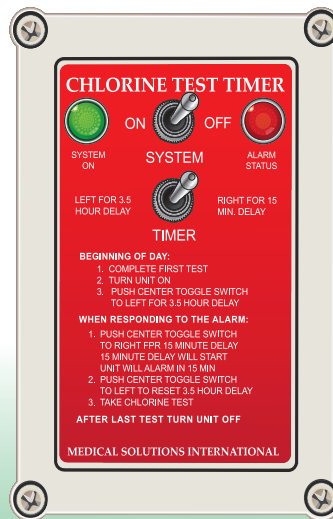 CHLORINE TEST TIMER
ON OFF
SYSTEM
ON
SYSTEM
ALARM
STATUS
LEFT FOR 3.5
HOUR DELAY
RIGHT FOR 15
MIN. DELAY
TIMER
BEGINNING OF DAY:
1. COMPLETE FIRST TEST
2. TURN UNIT ON
3. PUSH CENTER TOGGLE SWITCH
TO LEFT FOR 3.5 HOUR DELAY
WHEN RESPONDING TO THE ALARM:
1. PUSH CENTER TOGGLE SWITCH
TO RIGHT FPR 15 MINUTE DELAY
15 MINUTE DELAY WILL START
UNIT WILL ALARM IN 15 MIN
2. PUSH CENTER TOGGLE SWITCH
TO LEFT TO RESET 3.5 HOUR DELAY
3. TAKE CHLORINE TEST
AFTER LAST TEST TURN UNIT OFF
MEDICAL SOLUTIONS INTERNATIONAL